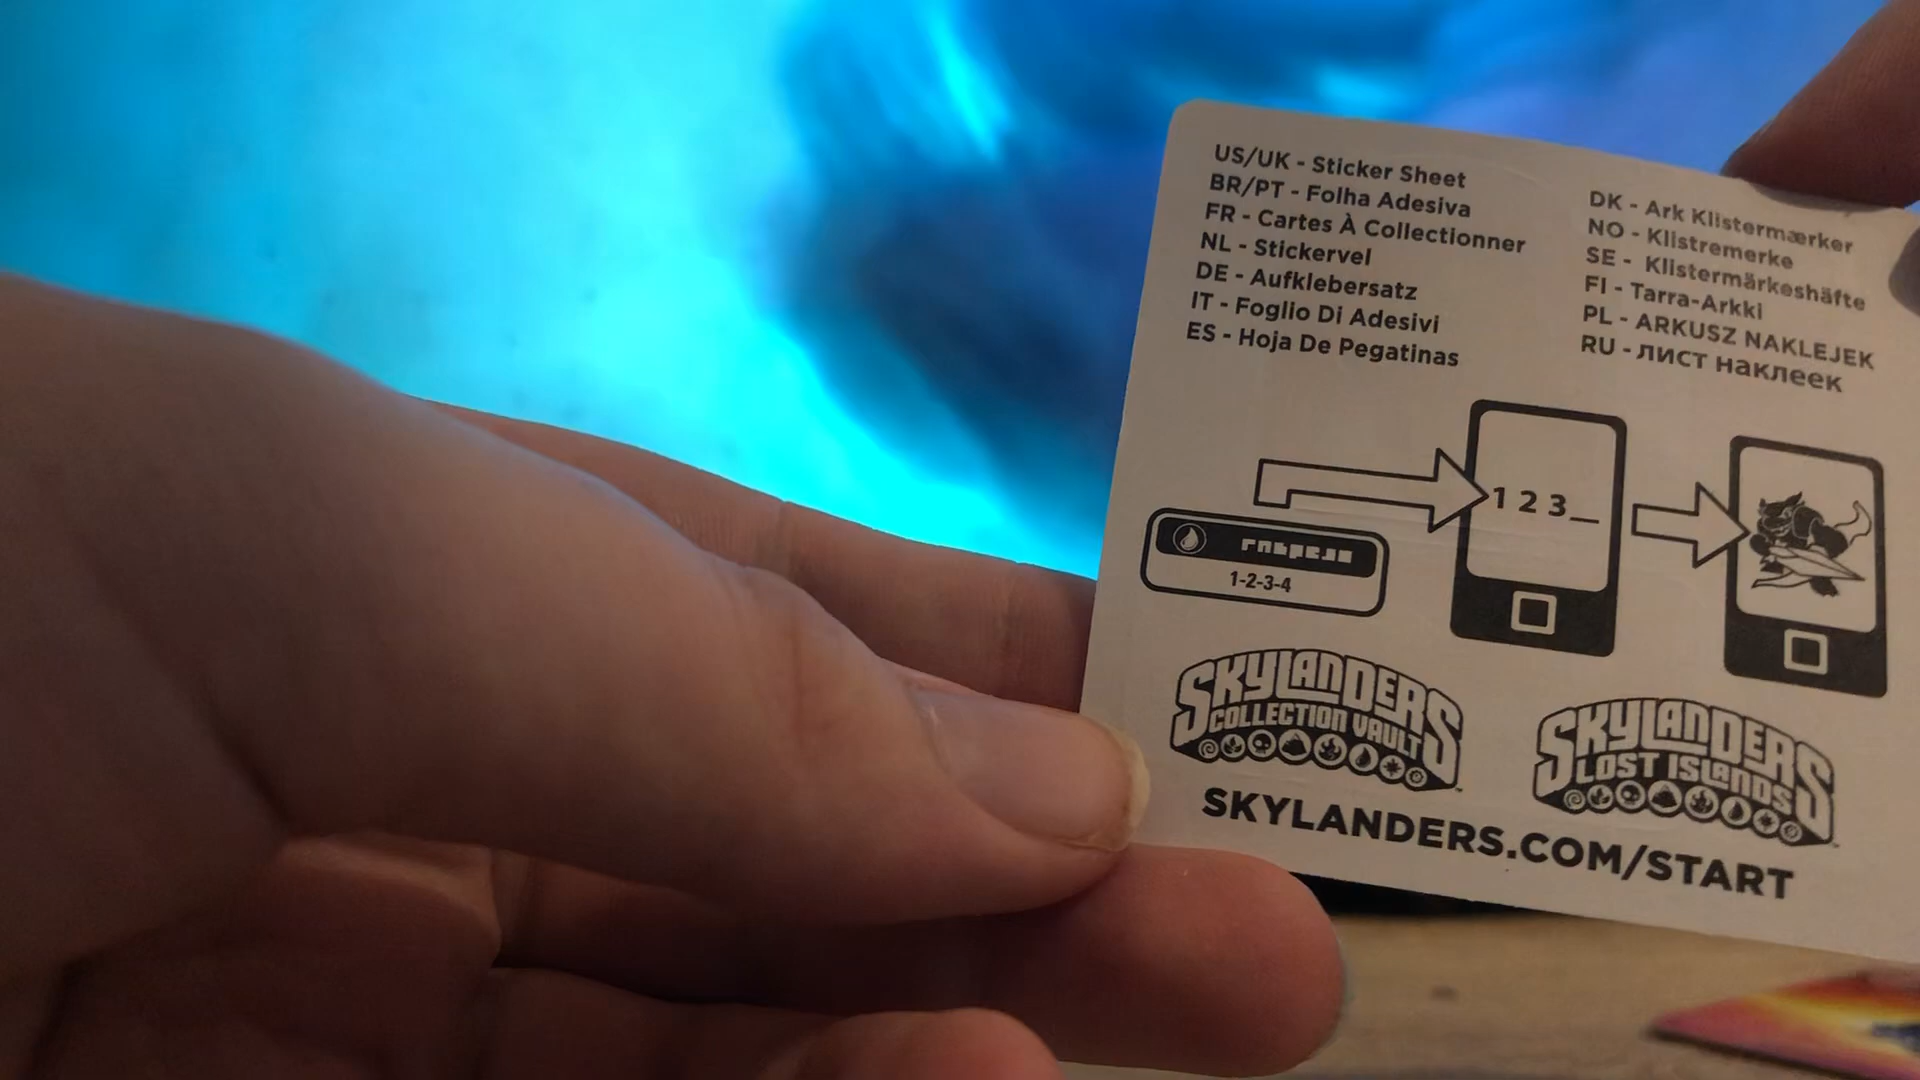 US/UK - Sticker Sheet
BR/PT - Folha Adesiva
FR - Cartes À Collectionner
NL - Stickervel
DE - Aufklebersatz
IT - Foglio Di Adesivi
ES - Hoja De Pegatinas
DK - Ark Klistermærker
NO - Klistremerke
SE - Klistermärkeshäfte
FI - Tarra-Arkki
PL - ARKUSZ NAKLEJEK
RU - лист наклеек
1 2 3_
1-2-3-4
SKYLANDERS
COLLECTION VAULT
SKYLANDERS
LOST ISLANDS
SKYLANDERS.COM/START